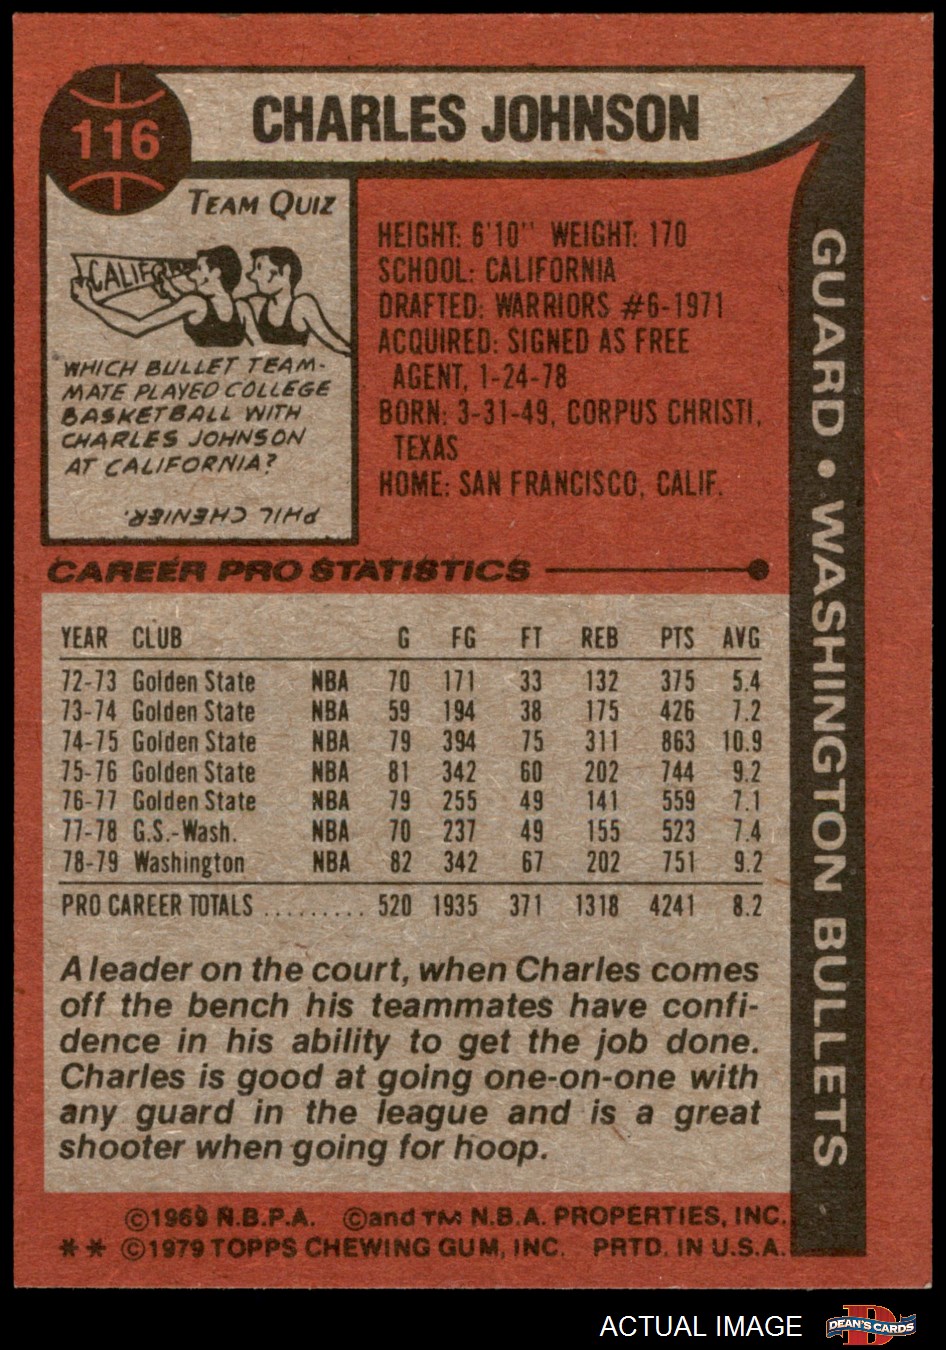 116
CHARLES JOHNSON
TEAM QUIZ
CALIFORNIA
WHICH BULLET TEAM-
MATE PLAYED COLLEGE
BASKETBALL WITH
CHARLES JOHNSON
AT CALIFORNIA?
PHIL CHENIER.
HEIGHT: 6'10" WEIGHT: 170
SCHOOL: CALIFORNIA
DRAFTED: WARRIORS #6-1971
ACQUIRED: SIGNED AS FREE
AGENT, 1-24-78
BORN: 3-31-49, CORPUS CHRISTI,
TEXAS
HOME: SAN FRANCISCO, CALIF.
GUARD • WASHINGTON BULLETS
CAREER PRO STATISTICS
YEAR CLUB G FG FT REB PTS AVG
72-73 Golden State NBA 70 171 33 132 375 5.4
73-74 Golden State NBA 59 194 38 175 426 7.2
74-75 Golden State NBA 79 394 75 311 863 10.9
75-76 Golden State NBA 81 342 60 202 744 9.2
76-77 Golden State NBA 79 255 49 141 559 7.1
77-78 G.S.-Wash. NBA 70 237 49 155 523 7.4
78-79 Washington NBA 82 342 67 202 751 9.2
PRO CAREER TOTALS ......... 520 1935 371 1318 4241 8.2
A leader on the court, when Charles comes
off the bench his teammates have confi-
dence in his ability to get the job done.
Charles is good at going one-on-one with
any guard in the league and is a great
shooter when going for hoop.
©1969 N.B.P.A. ©and TM N.B.A. PROPERTIES, INC.
** ©1979 TOPPS CHEWING GUM, INC. PRTD. IN U.S.A.
ACTUAL IMAGE
DEAN'S CARDS